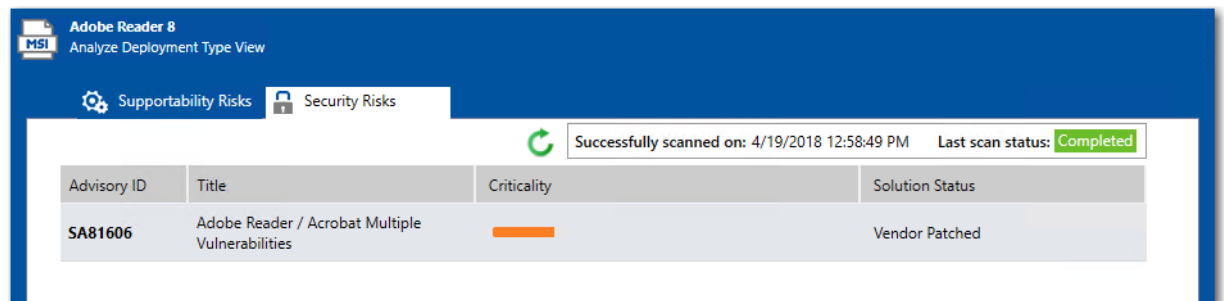 MSI
Adobe Reader 8
Analyze Deployment Type View
Supportability Risks Security Risks
Successfully scanned on: 4/19/2018 12:58:49 PM Last scan status: Completed
Advisory ID Title Criticality Solution Status
SA81606 Adobe Reader / Acrobat Multiple Vendor Patched
Vulnerabilities